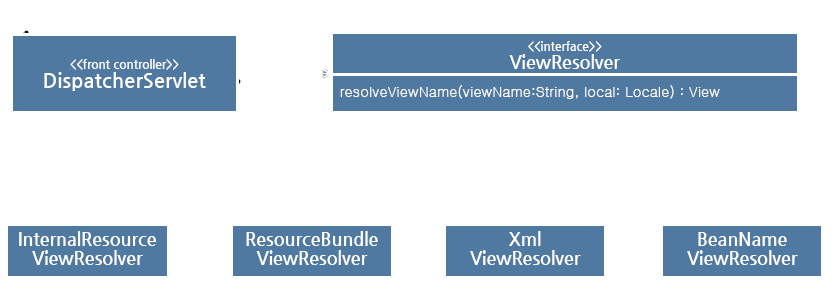 <<front controller>>
DispatcherServlet
<<interface>>
ViewResolver
resolveViewName(viewName:String, local: Locale) : View
InternalResource
ViewResolver
ResourceBundle
ViewResolver
Xml
ViewResolver
BeanName
ViewResolver